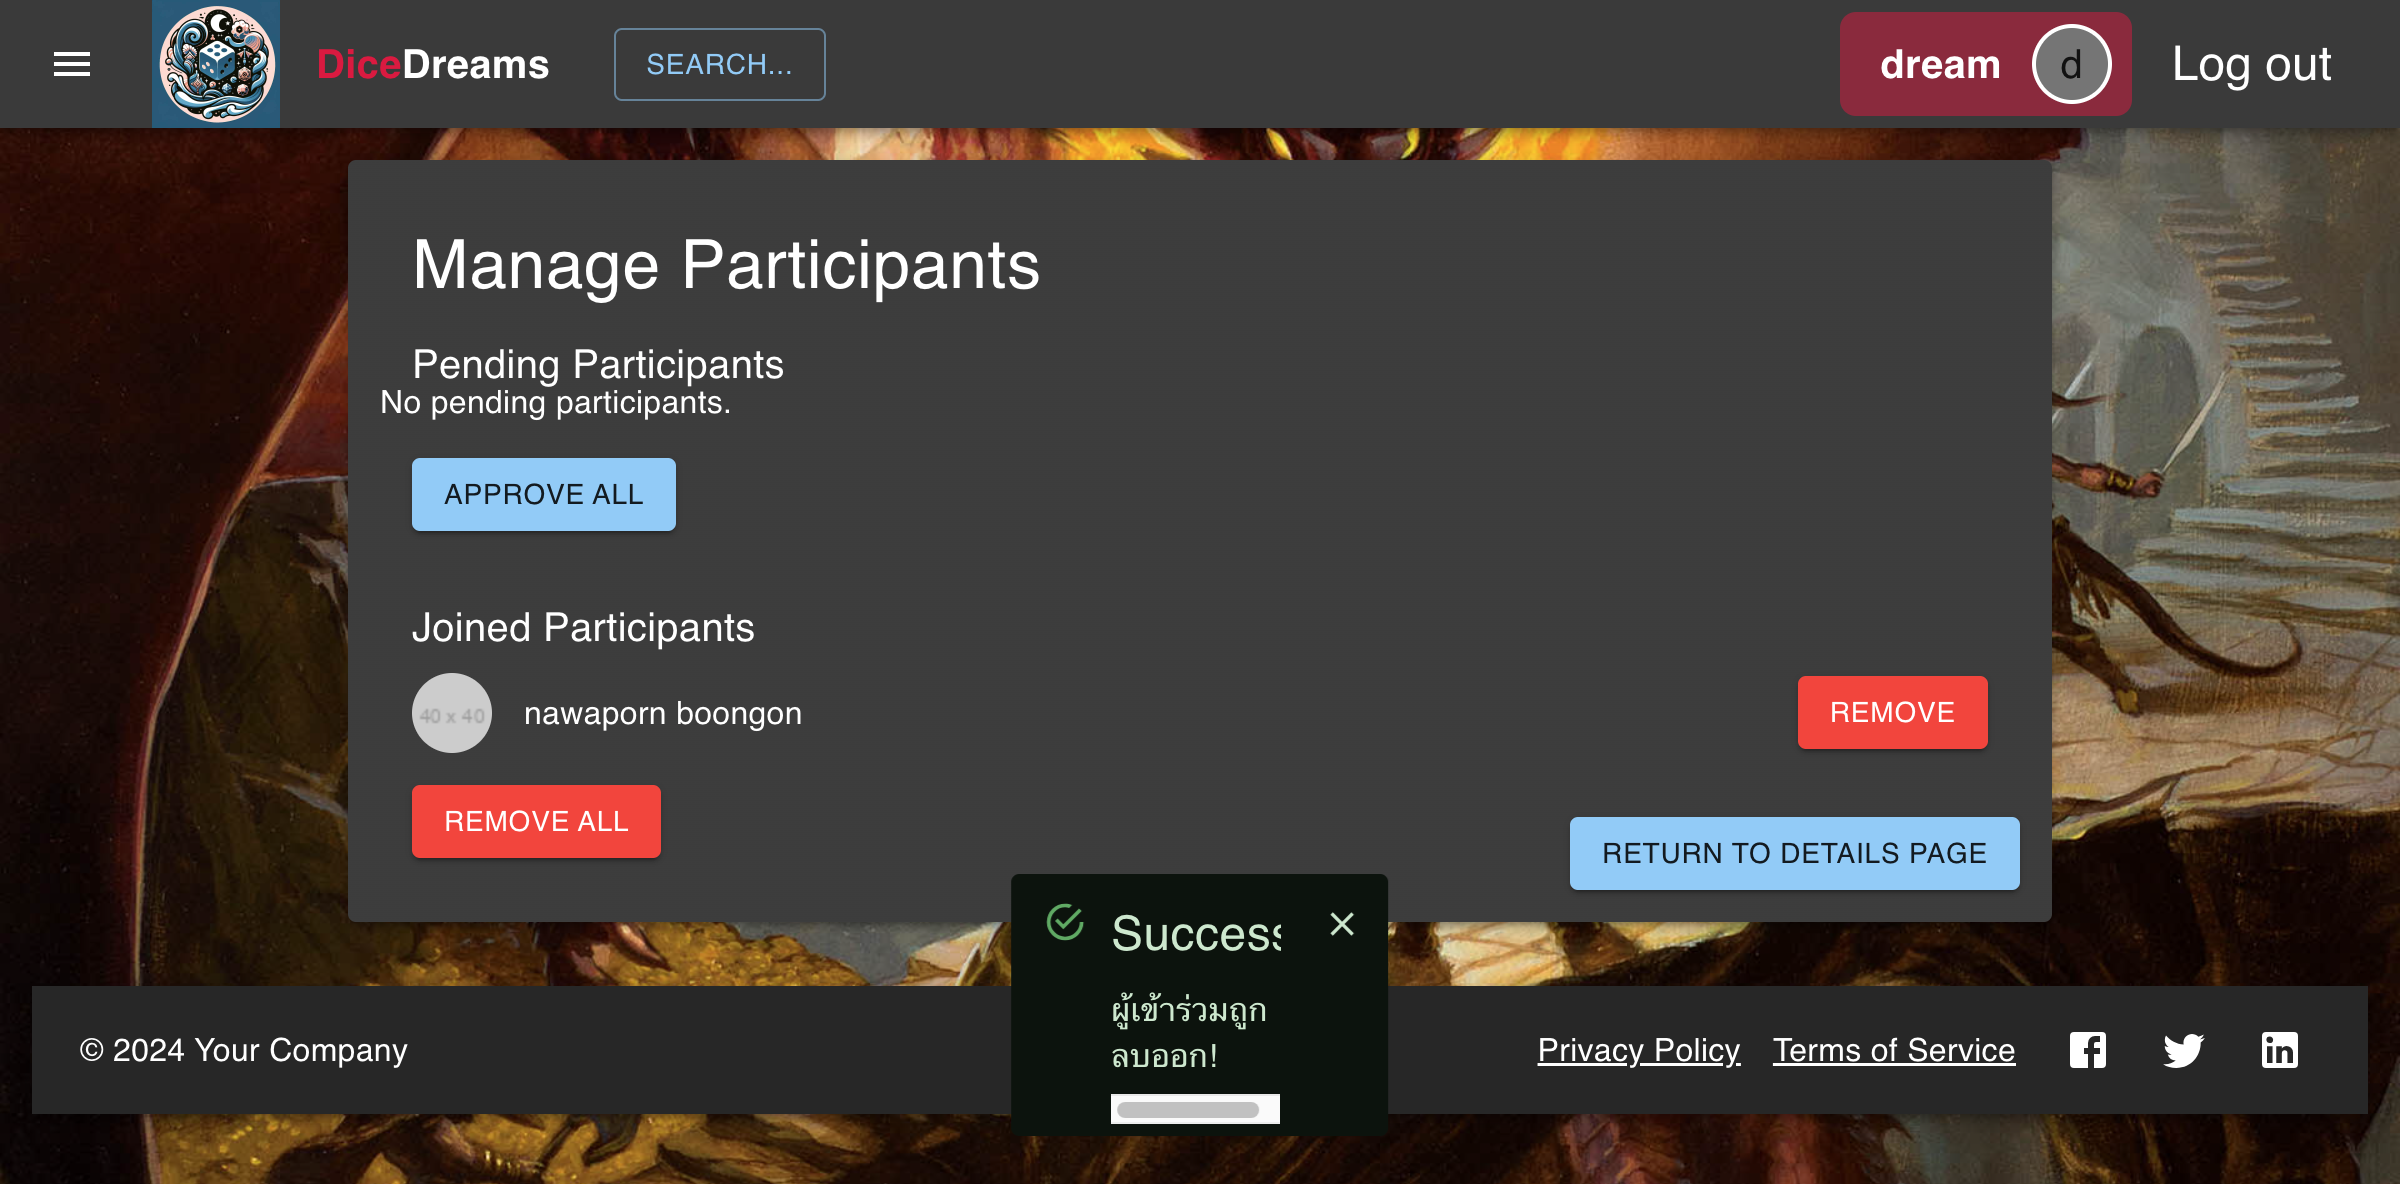 DiceDreams
SEARCH...
dream
d
Log out
Manage Participants
Pending Participants
No pending participants.
APPROVE ALL
Joined Participants
40 x 40
nawaporn boongon
REMOVE
REMOVE ALL
RETURN TO DETAILS PAGE
Success
ผู้เข้าร่วมถูก
ลบออก!
© 2024 Your Company
Privacy Policy
Terms of Service